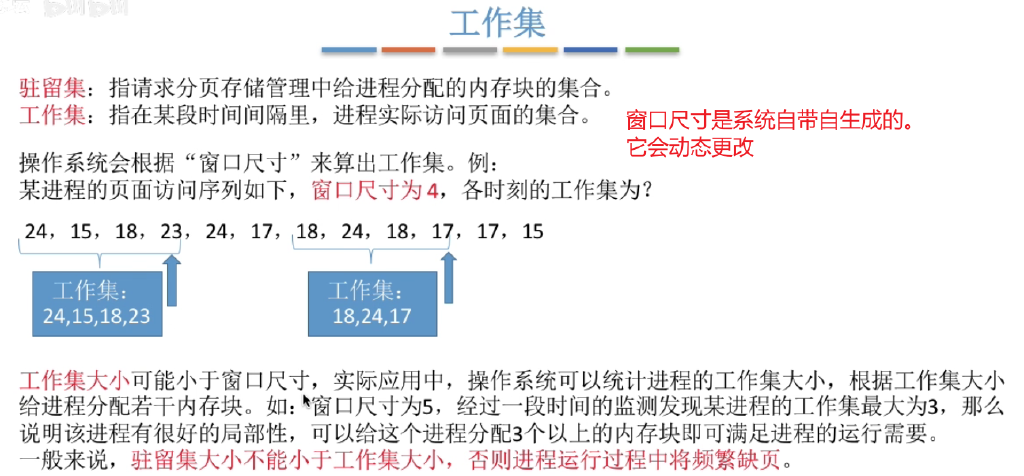 工作集
驻留集：指请求分页存储管理中给进程分配的内存块的集合。
工作集：指在某段时间间隔里，进程实际访问页面的集合。
窗口尺寸是系统自带自生成的。
它会动态更改
操作系统会根据“窗口尺寸”来算出工作集。例：
某进程的页面访问序列如下，窗口尺寸为 4，各时刻的工作集为？
24，15，18，23，24，17，18，24，18，17，17，15
工作集：
24,15,18,23
工作集：
18,24,17
工作集大小可能小于窗口尺寸，实际应用中，操作系统可以统计进程的工作集大小，根据工作集大小
给进程分配若干内存块。如：窗口尺寸为5，经过一段时间的监测发现某进程的工作集最大为3，那么
说明该进程有很好的局部性，可以给这个进程分配3个以上的内存块即可满足进程的运行需要。
一般来说，驻留集大小不能小于工作集大小，否则进程运行过程中将频繁缺页。